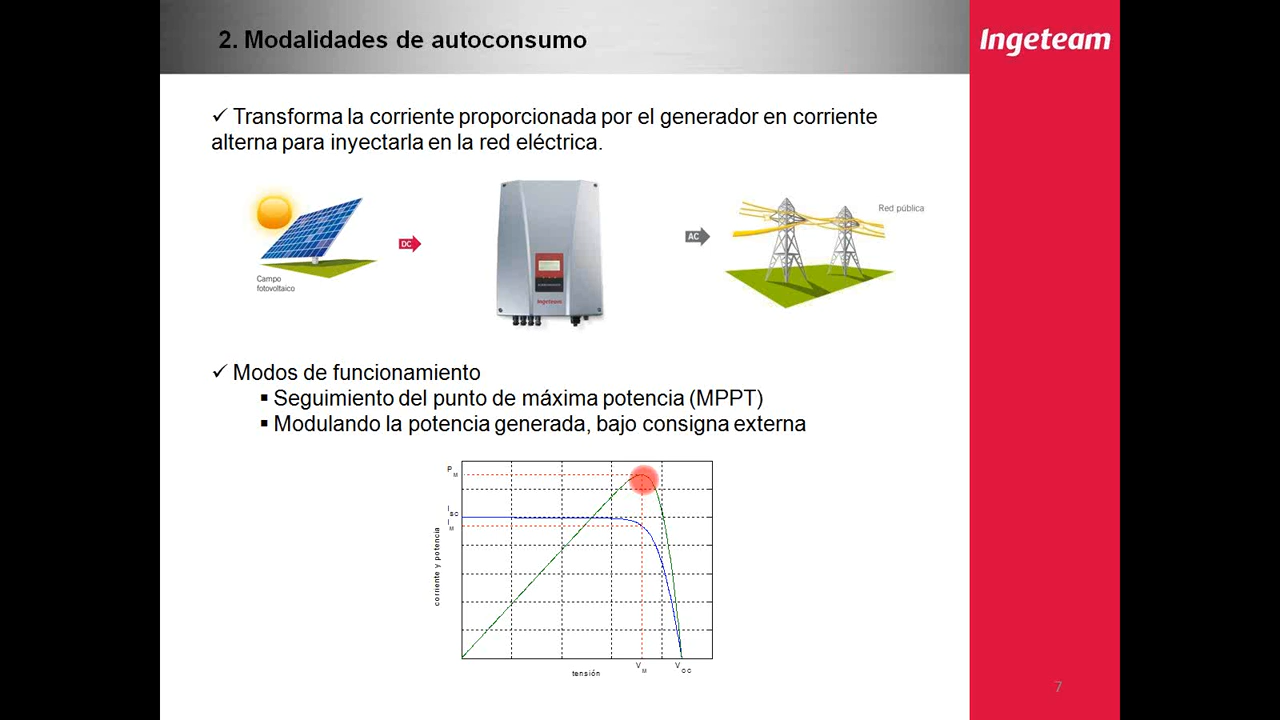 2. Modalidades de autoconsumo
Ingeteam
✓ Transforma la corriente proporcionada por el generador en corriente
alterna para inyectarla en la red eléctrica.
Campo
fotovoltaico
DC
Ingeteam
AC
Red pública
✓ Modos de funcionamiento
▪ Seguimiento del punto de máxima potencia (MPPT)
▪ Modulando la potencia generada, bajo consigna externa
P M
I SC
I M
corriente y potencia
V M
V CC
tensión
7